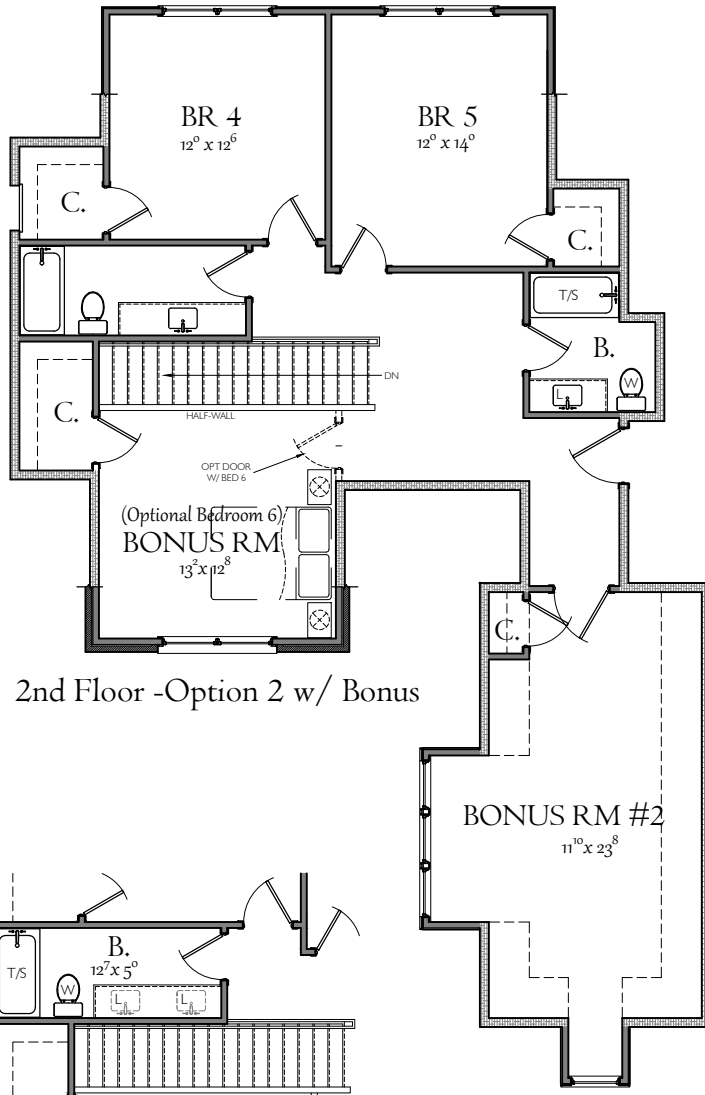 BR 4
12⁰ x 12⁶
BR 5
12⁰ x 14⁰
C.
C.
T/S
B.
L
W
C.
DN
HALF-WALL
OPT DOOR
W/ BED 6
(Optional Bedroom 6)
BONUS RM
13² x 12⁸
C.
2nd Floor -Option 2 w/ Bonus
BONUS RM #2
11¹⁰ x 23⁸
B.
12⁷ x 5⁰
T/S
W
L
L